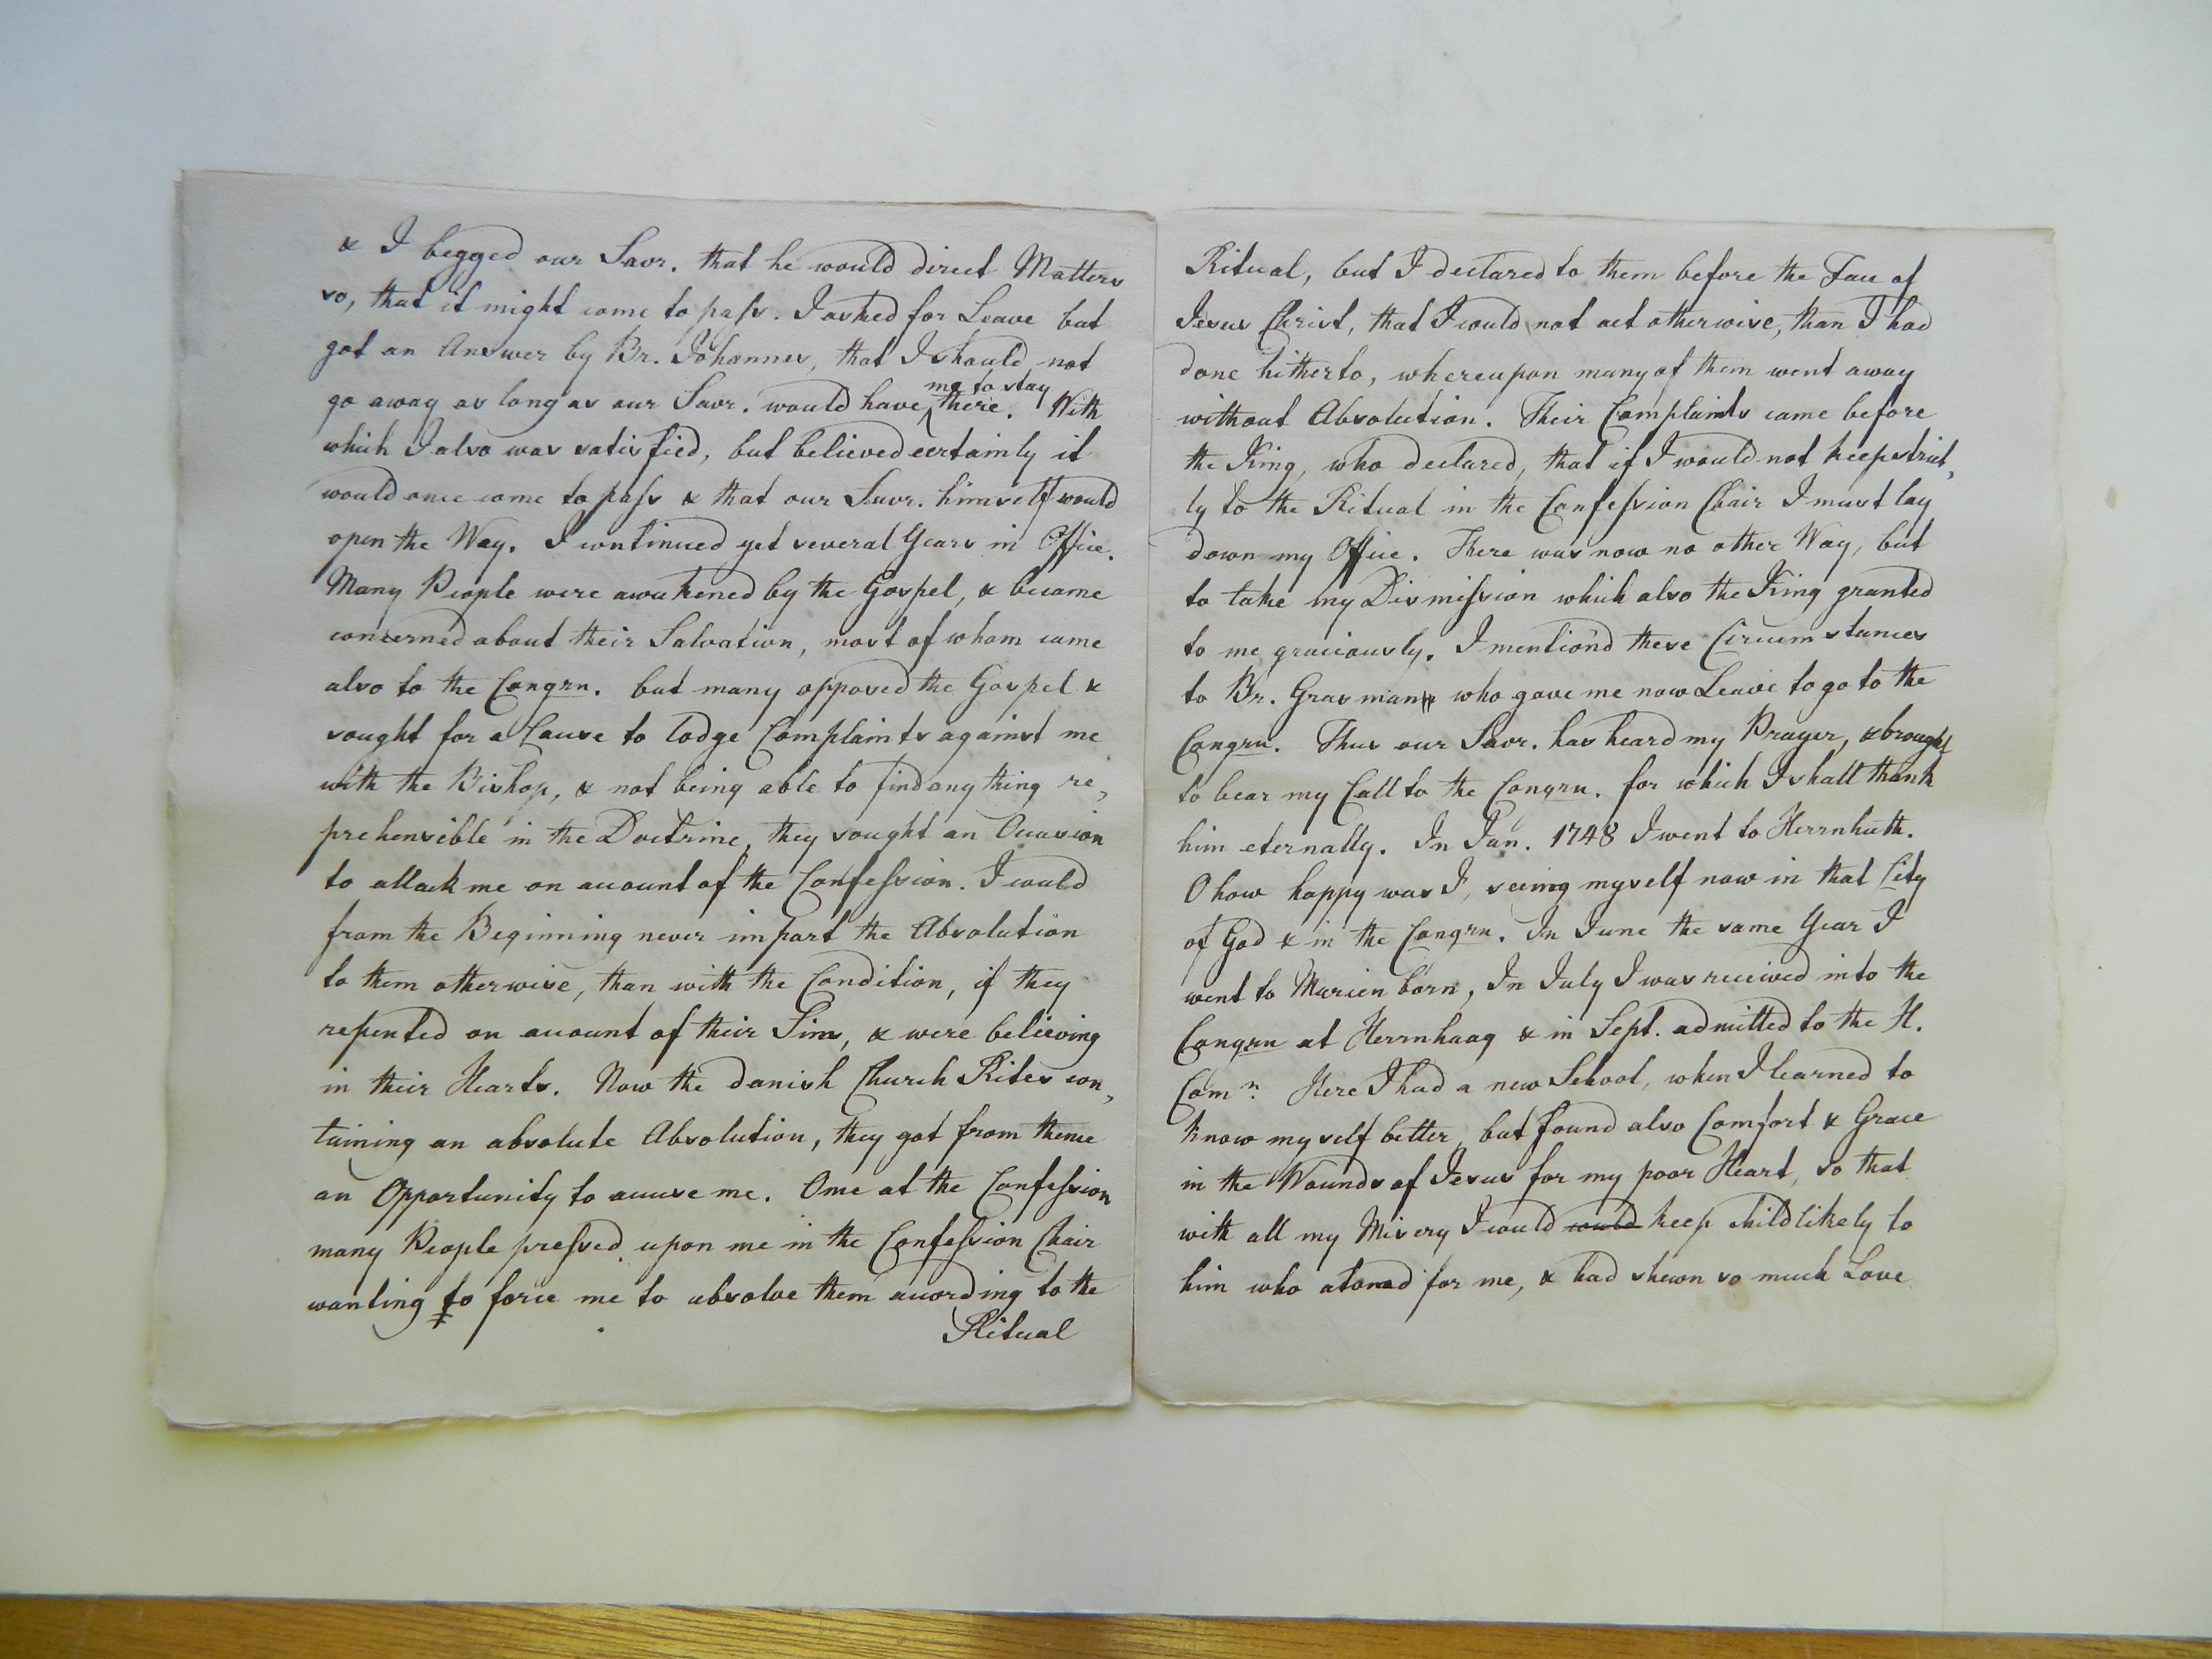 & I begged our Savr. that he would direct Matters
so, that it might come to pass. I asked for Leave but
got an Answer by Br. Johannes, that I should not
me to stay
go away as long as our Savr. would have there. With
which I also was satisfied, but believed certainly it
would once come to pass & that our Savr. himself would
open the Way. I continued yet several Years in Office.
Many People were awakened by the Gospel, & became
concerned about their Salvation, most of whom came
also to the Congrn. but many opposed the Gospel &
sought for a Cause to lodge Complaints against me
with the Bishop, & not being able to find any thing re,
prehensible in the Doctrine, they sought an Occasion
to attack me on account of the Confession. I would
from the Beginning never impart the Absolution
to them otherwise, than with the Condition, if they
repented on account of their Sins, & were believing
in their Hearts. Now the danish Church Rites con,
taining an absolute Absolution, they got from thence
an Opportunity to accuse me. Once at the Confession
many People pressed upon me in the Confession Chair
wanting to force me to absolve them according to the
Ritual
Ritual, but I declared to them before the Face of
Jesus Christ, that I would not act otherwise, than I had
done hitherto, whereupon many of them went away
without Absolution. Their Complaints came before
the King, who declared, that if I would not keep strict,
ly to the Ritual in the Confession Chair I must lay
down my Office. There was now no other Way, but
to take my Dismission which also the King granted
to me graciously. I mention'd these Circumstances
to Br. Grasman who gave me now Leave to go to the
Congrn. Thus our Savr. has heard my Prayer, & brought
to bear my Call to the Congrn. for which I shall thank
him eternally. In Jan. 1748 I went to Herrnhuth.
O how happy was I, seeing myself now in that City
of God & in the Congrn. In June the same Year I
went to Marienborn, In July I was received into the
Congrn at Herrnhaag & in Sept. admitted to the H.
Comn. Here I had a new School, when I learned to
know myself better, but found also Comfort & Grace
in the Wounds of Jesus for my poor Heart, so that
with all my Misery I would could keep childlikely to
him who atoned for me, & had shewn so much Love